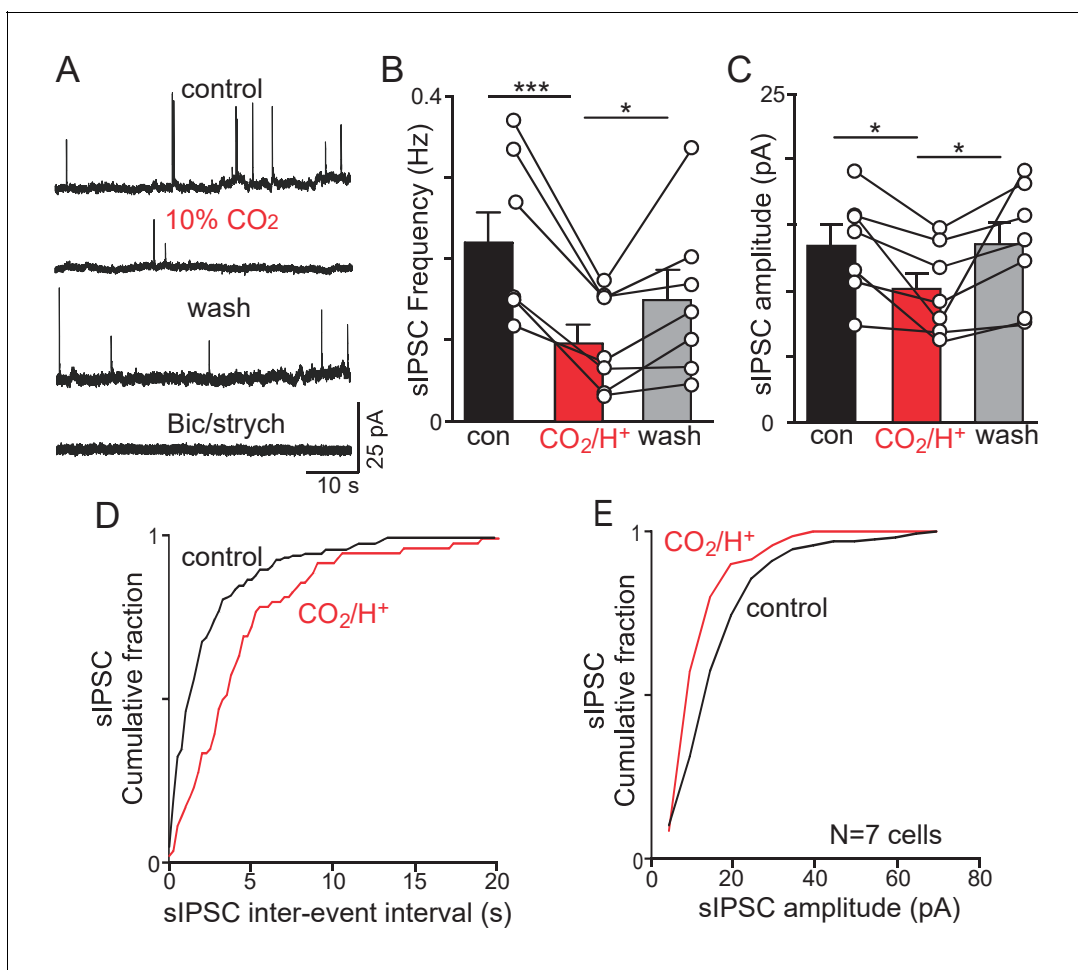 A
control
10% CO2
wash
Bic/strych
25 pA
10 s
B
sIPSC Frequency (Hz)
0.4
0
***
*
con
CO2/H+
wash
C
sIPSC amplitude (pA)
25
0
*
*
con
CO2/H+
wash
D
sIPSC
Cumulative fraction
1
0
control
CO2/H+
0 5 10 15 20
sIPSC inter-event interval (s)
E
sIPSC
Cumulative fraction
1
0
CO2/H+
control
N=7 cells
0 20 40 60 80
sIPSC amplitude (pA)